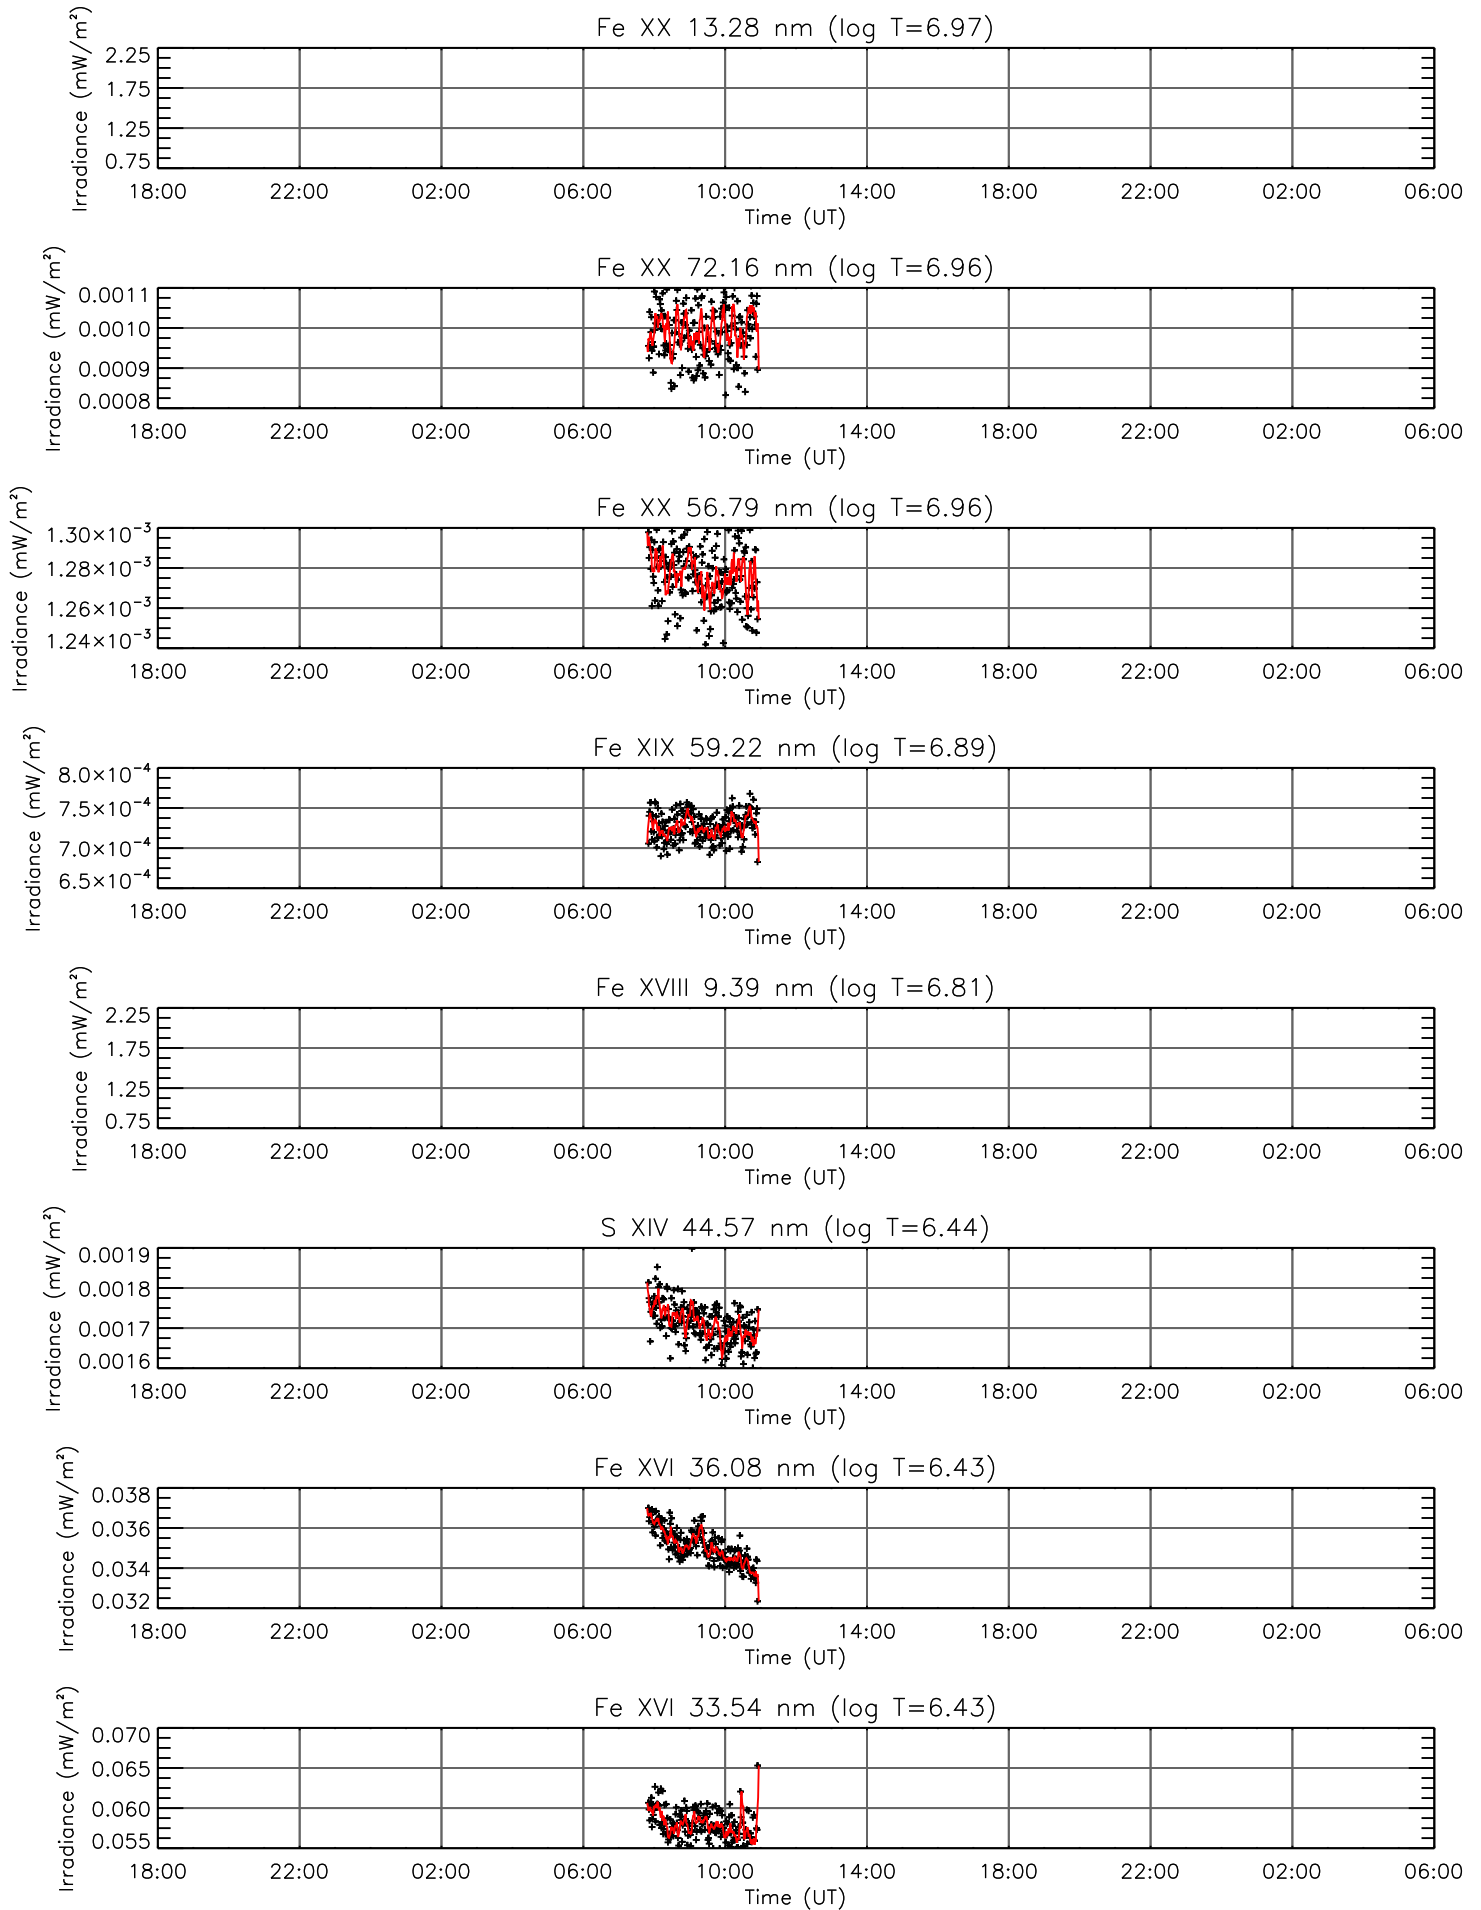 Fe XX 13.28 nm (log T=6.97)
Irradiance (mW/m²)
2.25
1.75
1.25
0.75
18:00 22:00 02:00 06:00 10:00 14:00 18:00 22:00 02:00 06:00
Time (UT)
Fe XX 72.16 nm (log T=6.96)
Irradiance (mW/m²)
0.0011
0.0010
0.0009
0.0008
18:00 22:00 02:00 06:00 10:00 14:00 18:00 22:00 02:00 06:00
Time (UT)
Fe XX 56.79 nm (log T=6.96)
Irradiance (mW/m²)
1.30×10⁻³
1.28×10⁻³
1.26×10⁻³
1.24×10⁻³
18:00 22:00 02:00 06:00 10:00 14:00 18:00 22:00 02:00 06:00
Time (UT)
Fe XIX 59.22 nm (log T=6.89)
Irradiance (mW/m²)
8.0×10⁻⁴
7.5×10⁻⁴
7.0×10⁻⁴
6.5×10⁻⁴
18:00 22:00 02:00 06:00 10:00 14:00 18:00 22:00 02:00 06:00
Time (UT)
Fe XVIII 9.39 nm (log T=6.81)
Irradiance (mW/m²)
2.25
1.75
1.25
0.75
18:00 22:00 02:00 06:00 10:00 14:00 18:00 22:00 02:00 06:00
Time (UT)
S XIV 44.57 nm (log T=6.44)
Irradiance (mW/m²)
0.0019
0.0018
0.0017
0.0016
18:00 22:00 02:00 06:00 10:00 14:00 18:00 22:00 02:00 06:00
Time (UT)
Fe XVI 36.08 nm (log T=6.43)
Irradiance (mW/m²)
0.038
0.036
0.034
0.032
18:00 22:00 02:00 06:00 10:00 14:00 18:00 22:00 02:00 06:00
Time (UT)
Fe XVI 33.54 nm (log T=6.43)
Irradiance (mW/m²)
0.070
0.065
0.060
0.055
18:00 22:00 02:00 06:00 10:00 14:00 18:00 22:00 02:00 06:00
Time (UT)